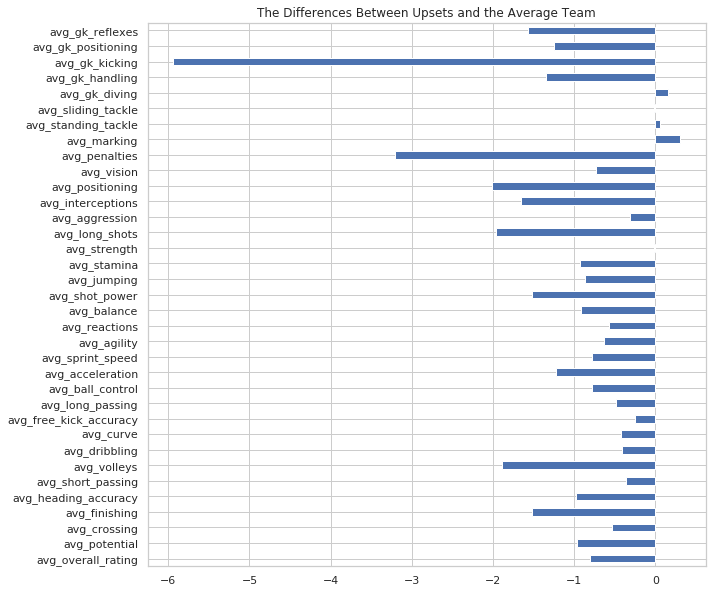 The Differences Between Upsets and the Average Team
avg_gk_reflexes
avg_gk_positioning
avg_gk_kicking
avg_gk_handling
avg_gk_diving
avg_sliding_tackle
avg_standing_tackle
avg_marking
avg_penalties
avg_vision
avg_positioning
avg_interceptions
avg_aggression
avg_long_shots
avg_strength
avg_stamina
avg_jumping
avg_shot_power
avg_balance
avg_reactions
avg_agility
avg_sprint_speed
avg_acceleration
avg_ball_control
avg_long_passing
avg_free_kick_accuracy
avg_curve
avg_dribbling
avg_volleys
avg_short_passing
avg_heading_accuracy
avg_finishing
avg_crossing
avg_potential
avg_overall_rating
−6 −5 −4 −3 −2 −1 0